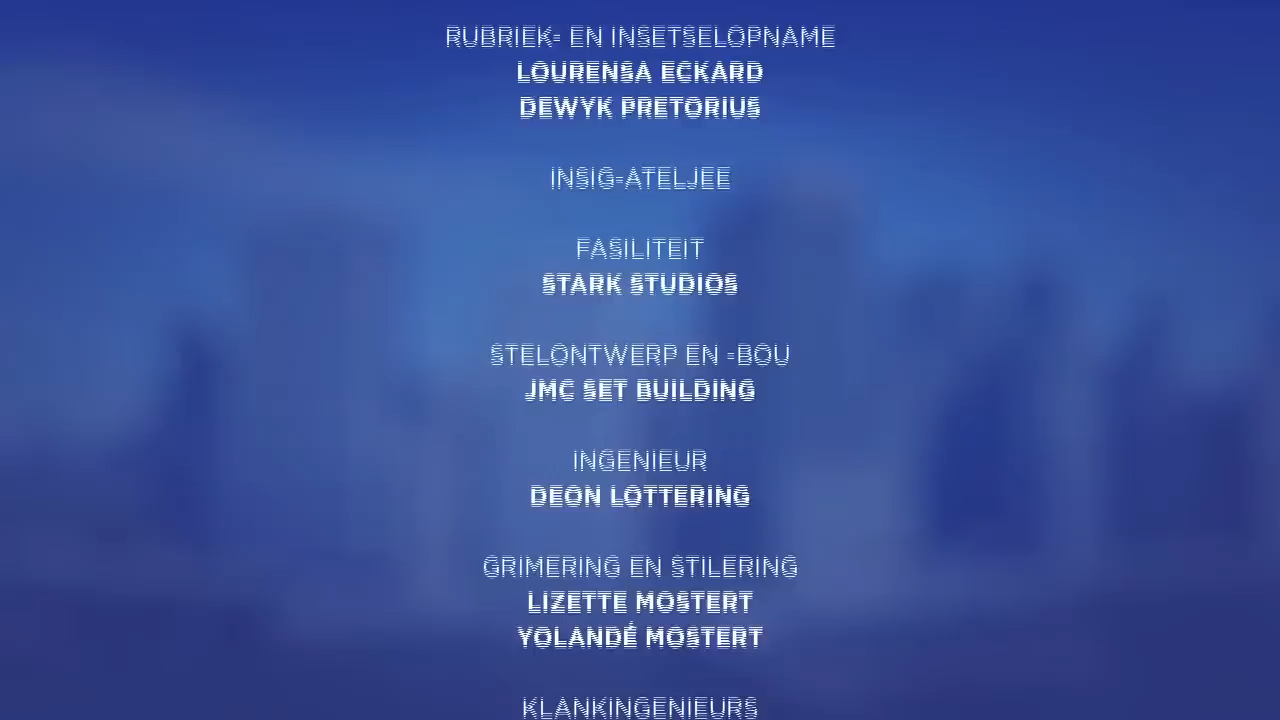 RUBRIEK- EN INSETSELOPNAME
LOURENSA ECKARD
DEWYK PRETORIUS
INSIG-ATELJEE
FASILITEIT
STARK STUDIOS
STELONTWERP EN -BOU
JMC SET BUILDING
INGENIEUR
DEON LOTTERING
GRIMERING EN STILERING
LIZETTE MOSTERT
YOLANDÉ MOSTERT
KLANKINGENIEURS